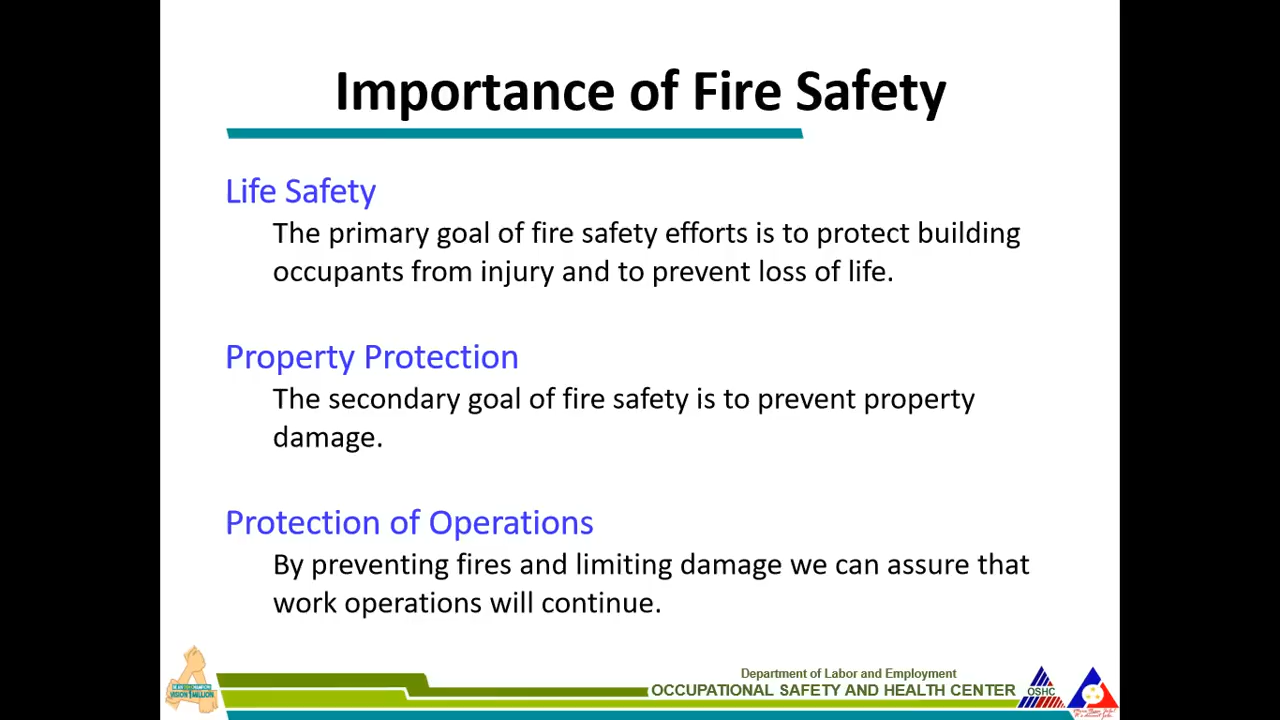 Importance of Fire Safety
Life Safety
The primary goal of fire safety efforts is to protect building
occupants from injury and to prevent loss of life.
Property Protection
The secondary goal of fire safety is to prevent property
damage.
Protection of Operations
By preventing fires and limiting damage we can assure that
work operations will continue.
VISION 1 MILLION
Department of Labor and Employment
OCCUPATIONAL SAFETY AND HEALTH CENTER
OSHC